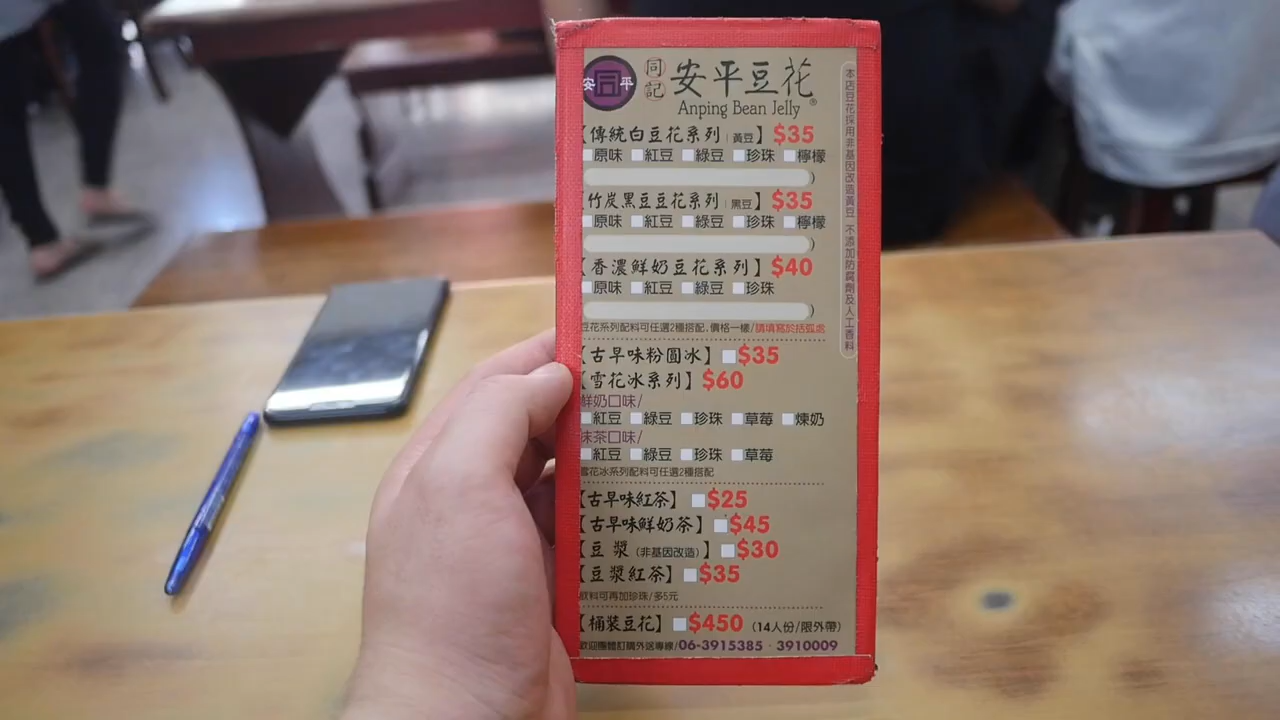 安同平 同記 安平豆花
Anping Bean Jelly®
本店豆花採用非基因改造黃豆 不添加防腐劑及人工香料
【傳統白豆花系列|黃豆】$35
原味 紅豆 綠豆 珍珠 檸檬
)
【竹炭黑豆豆花系列|黑豆】$35
原味 紅豆 綠豆 珍珠 檸檬
)
【香濃鮮奶豆花系列】$40
原味 紅豆 綠豆 珍珠
)
豆花系列配料可任選2種搭配,價格一樣/請填寫於括弧處
【古早味粉圓冰】$35
【雪花冰系列】$60
鮮奶口味/
紅豆 綠豆 珍珠 草莓 煉奶
抹茶口味/
紅豆 綠豆 珍珠 草莓
雪花冰系列配料可任選2種搭配
【古早味紅茶】$25
【古早味鮮奶茶】$45
【豆漿(非基因改造)】$30
【豆漿紅茶】$35
飲料可再加珍珠/多5元
【桶裝豆花】$450(14人份/限外帶)
歡迎團體訂購外送專線/06-3915385·3910009